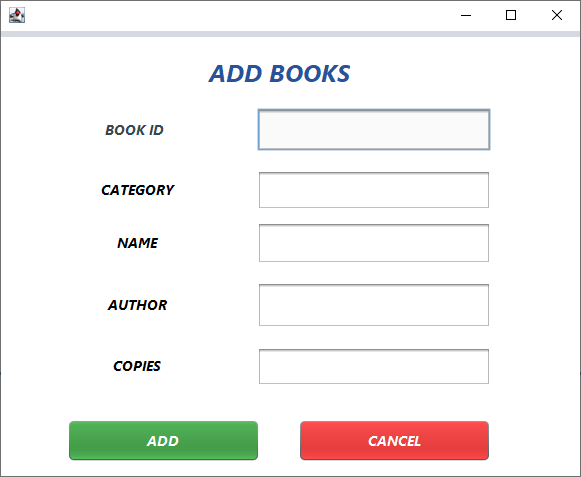 ADD BOOKS
BOOK ID
CATEGORY
NAME
AUTHOR
COPIES
ADD CANCEL